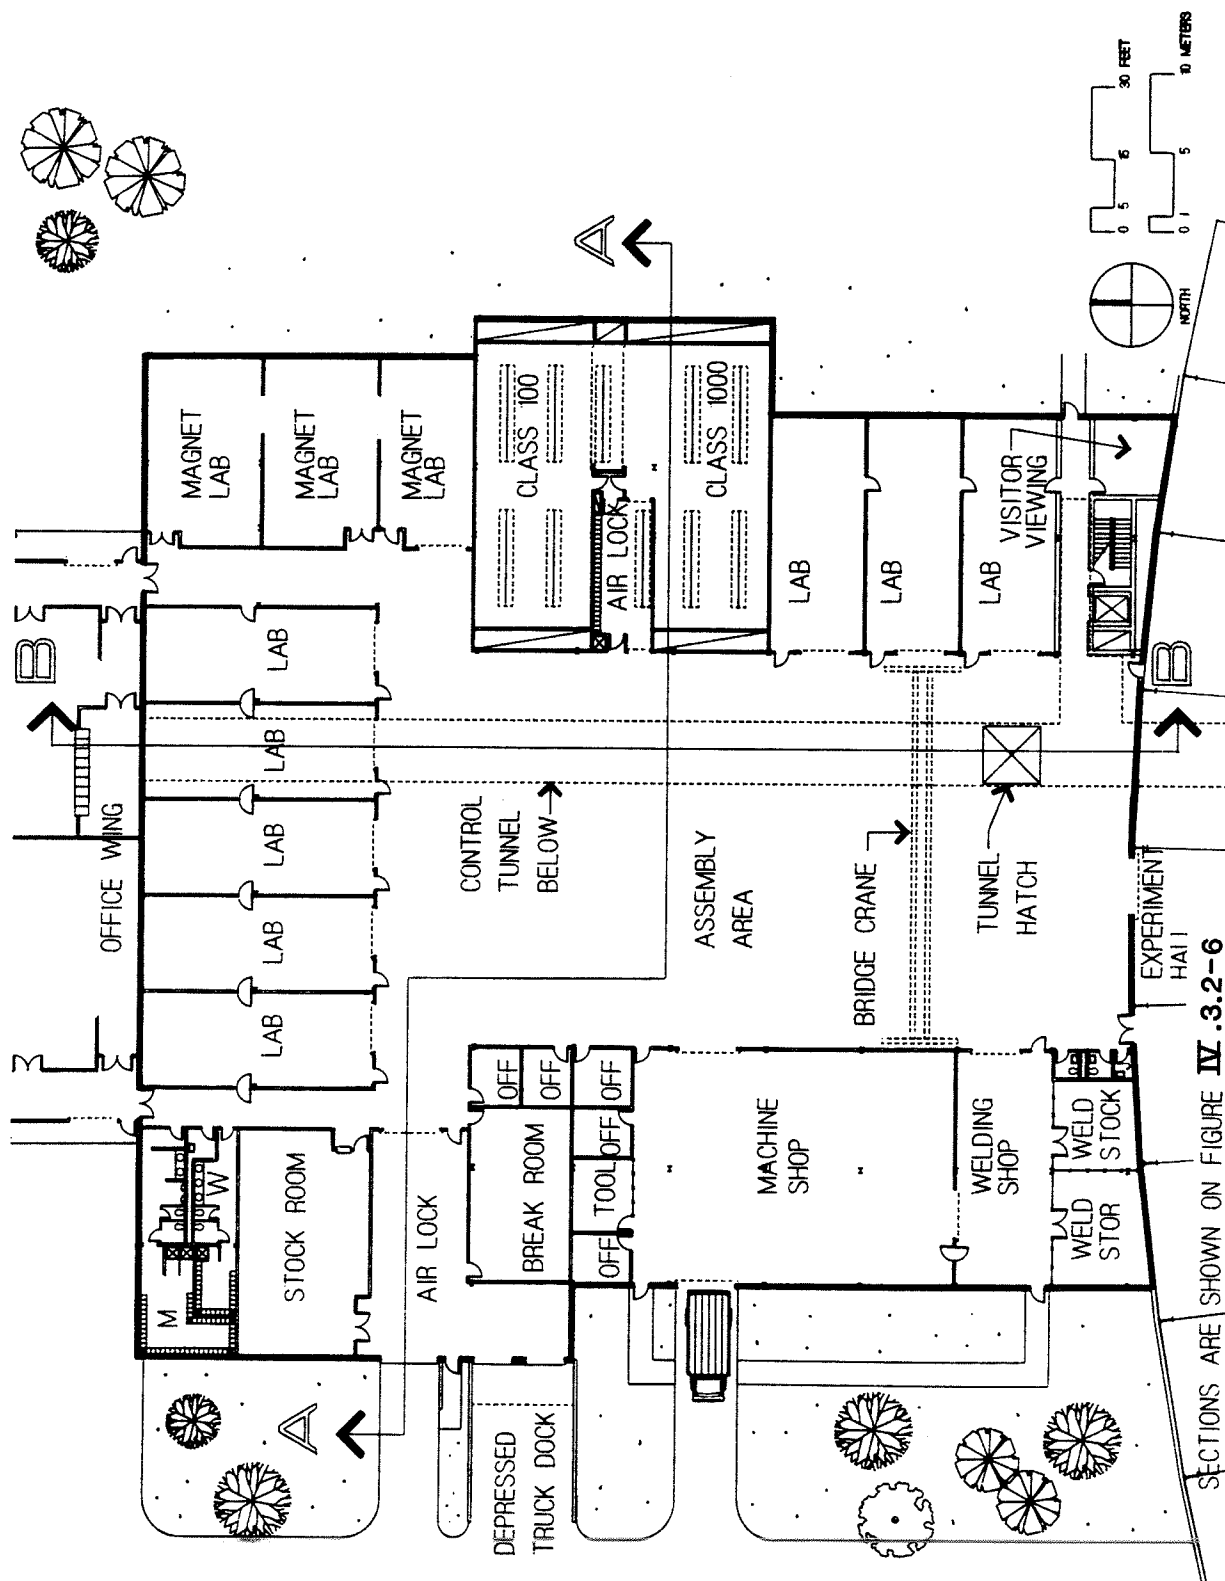 30 FEET
15
5
0
10 METERS
5
1
0
NORTH
A
B
MAGNET
LAB
MAGNET
LAB
MAGNET
LAB
CLASS 100
AIR LOCK
CLASS 1000
LAB
LAB
LAB
VISITOR
VIEWING
B
OFFICE WING
LAB
LAB
LAB
LAB
LAB
CONTROL
TUNNEL
BELOW
ASSEMBLY
AREA
BRIDGE CRANE
TUNNEL
HATCH
EXPERIMENT
HALL
M
W
STOCK ROOM
AIR LOCK
BREAK ROOM
OFF
OFF
OFF
OFF
TOOL
OFF
MACHINE
SHOP
WELDING
SHOP
WELD
STOCK
WELD
STOR
A
DEPRESSED
TRUCK DOCK
SECTIONS ARE SHOWN ON FIGURE IV.3.2-6